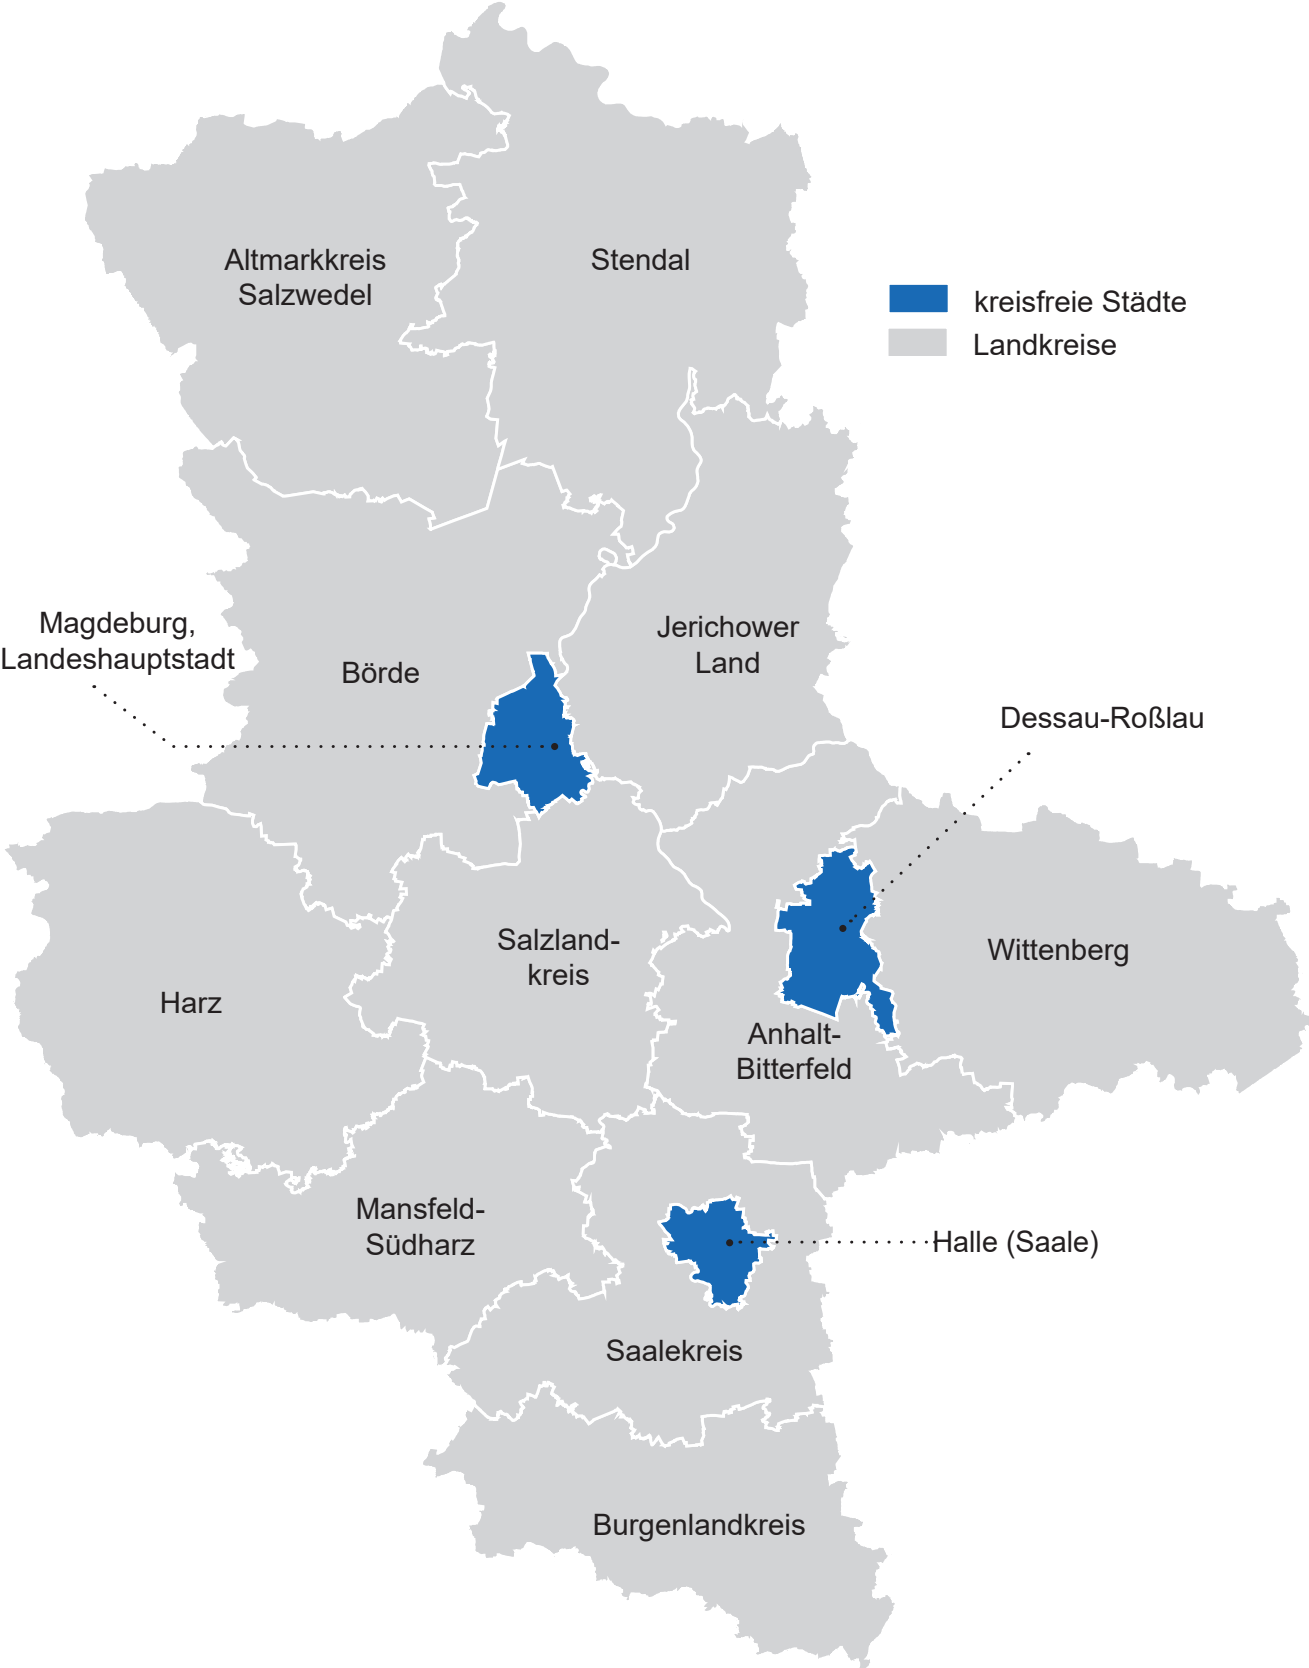 Altmarkkreis
Salzwedel
Stendal
kreisfreie Städte
Landkreise
Magdeburg,
Landeshauptstadt
Börde
Jerichower
Land
Dessau-Roßlau
Salzland-
kreis
Wittenberg
Harz
Anhalt-
Bitterfeld
Mansfeld-
Südharz
Halle (Saale)
Saalekreis
Burgenlandkreis